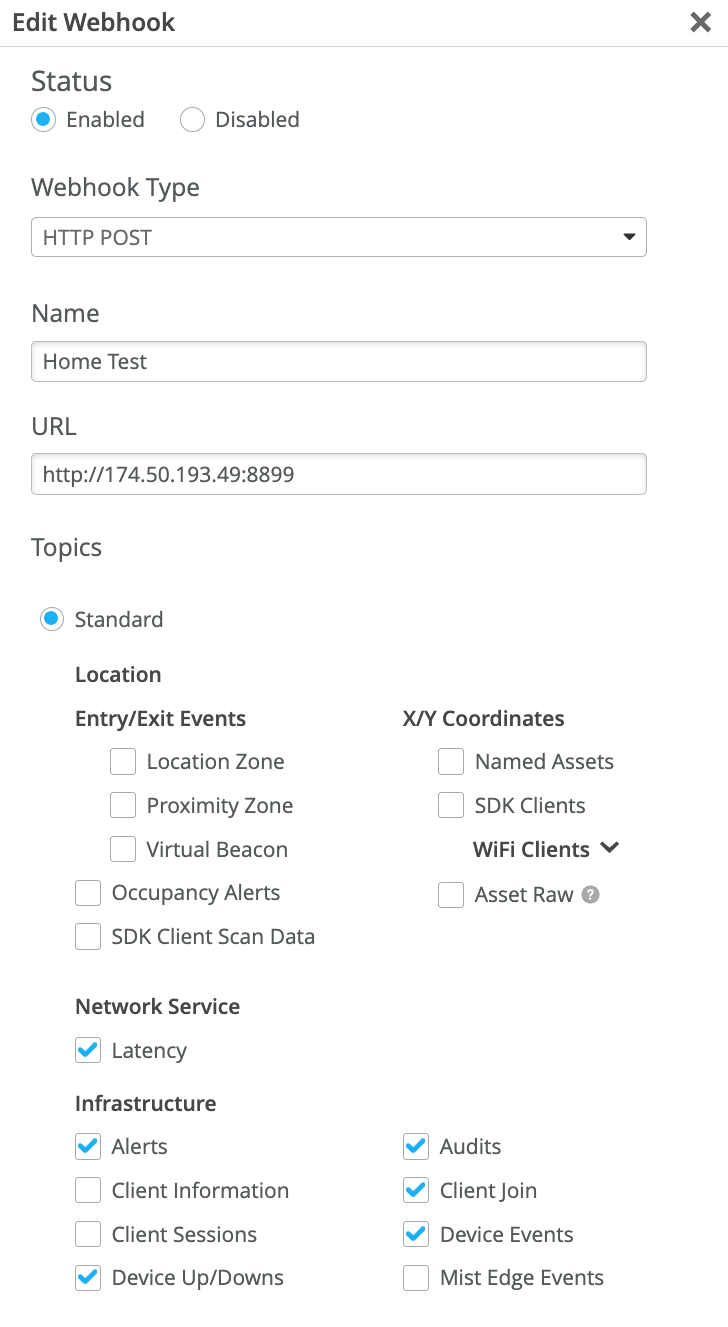 Edit Webhook
Status
Enabled Disabled
Webhook Type
HTTP POST
Name
Home Test
URL
http://174.50.193.49:8899
Topics
Standard
Location
Entry/Exit Events X/Y Coordinates
Location Zone Named Assets
Proximity Zone SDK Clients
Virtual Beacon WiFi Clients
Occupancy Alerts Asset Raw ?
SDK Client Scan Data
Network Service
Latency
Infrastructure
Alerts Audits
Client Information Client Join
Client Sessions Device Events
Device Up/Downs Mist Edge Events